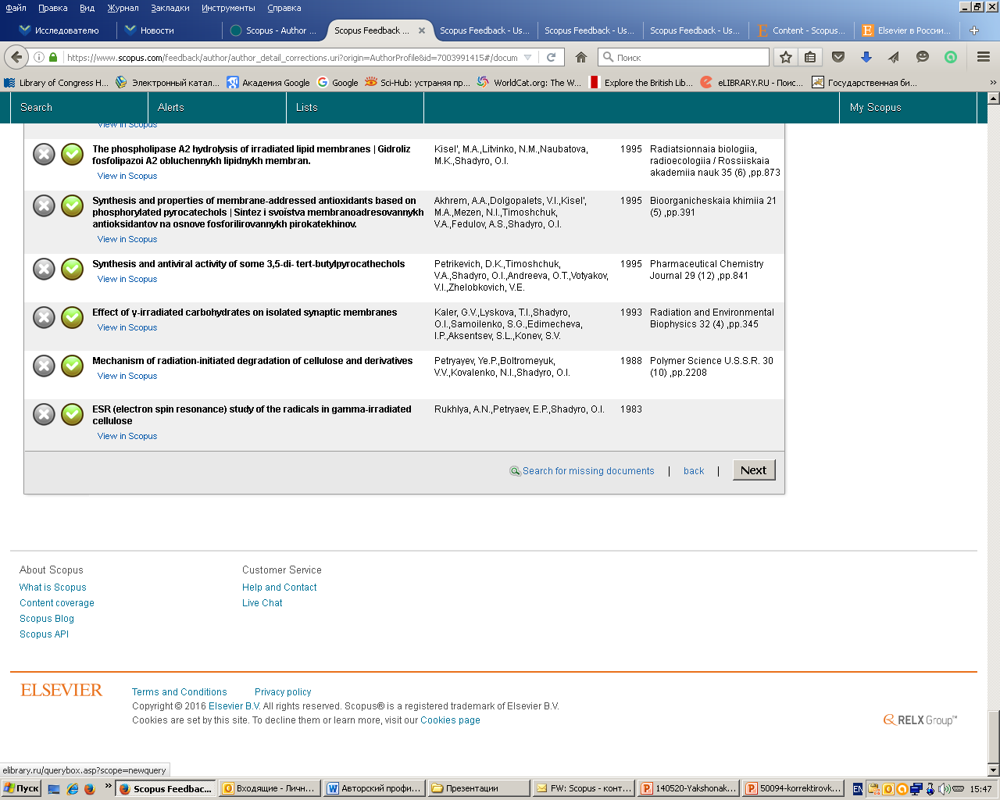 Файл Правка Вид Журнал Закладки Инструменты Справка
Исследователю Новости Scopus - Author ... Scopus Feedback ... Scopus Feedback - Us... Scopus Feedback - Us... Scopus Feedback - Us... Content - Scopus... Elsevier в России...
https://www.scopus.com/feedback/author/author_detail_corrections.uri?origin=AuthorProfile&id=7003991415#/docum Поиск
Library of Congress H... Электронный катал... Академия Google Google Sci-Hub: устраняя пр... WorldCat.org: The W... Explore the British Lib... eLIBRARY.RU - Поис... Государственная би... »
Search Alerts Lists My Scopus
View in Scopus
The phospholipase A2 hydrolysis of irradiated lipid membranes | Gidroliz Kisel', M.A.,Litvinko, N.M.,Naubatova, 1995 Radiatsionnaia biologiia,
fosfolipazoi A2 obluchennykh lipidnykh membran. M.K.,Shadyro, O.I. radioecologiia / Rossiiskaia
View in Scopus akademiia nauk 35 (6) ,pp.873
Synthesis and properties of membrane-addressed antioxidants based on Akhrem, A.A.,Dolgopalets, V.I.,Kisel', 1995 Bioorganicheskaia khimiia 21
phosphorylated pyrocatechols | Sintez i svoïstva membranoadresovannykh M.A.,Mezen, N.I.,Timoshchuk, (5) ,pp.391
antioksidantov na osnove fosforilirovannykh pirokatekhinov. V.A.,Fedulov, A.S.,Shadyro, O.I.
View in Scopus
Synthesis and antiviral activity of some 3,5-di- tert-butylpyrocathechols Petrikevich, D.K.,Timoshchuk, 1995 Pharmaceutical Chemistry
V.A.,Shadyro, O.I.,Andreeva, O.T.,Votyakov, Journal 29 (12) ,pp.841
View in Scopus V.I.,Zhelobkovich, V.E.
Effect of γ-irradiated carbohydrates on isolated synaptic membranes Kaler, G.V.,Lyskova, T.I.,Shadyro, 1993 Radiation and Environmental
O.I.,Samoilenko, S.G.,Edimecheva, Biophysics 32 (4) ,pp.345
View in Scopus I.P.,Aksentsev, S.L.,Konev, S.V.
Mechanism of radiation-initiated degradation of cellulose and derivatives Petryayev, Ye.P.,Boltromeyuk, 1988 Polymer Science U.S.S.R. 30
V.V.,Kovalenko, N.I.,Shadyro, O.I. (10) ,pp.2208
View in Scopus
ESR (electron spin resonance) study of the radicals in gamma-irradiated Rukhlya, A.N.,Petryaev, E.P.,Shadyro, O.I. 1983
cellulose
View in Scopus
Search for missing documents | back | Next
About Scopus Customer Service
What is Scopus Help and Contact
Content coverage Live Chat
Scopus Blog
Scopus API
ELSEVIER Terms and Conditions Privacy policy
Copyright © 2016 Elsevier B.V. All rights reserved. Scopus® is a registered trademark of Elsevier B.V.
Cookies are set by this site. To decline them or learn more, visit our Cookies page
RELX Group™
elibrary.ru/querybox.asp?scope=newquery
Пуск » Scopus Feedbac... Входящие - Личн... Авторский профи... Презентации FW: Scopus - конт... 140520-Yakshonak... 50094-korrektirovk... EN 15:47